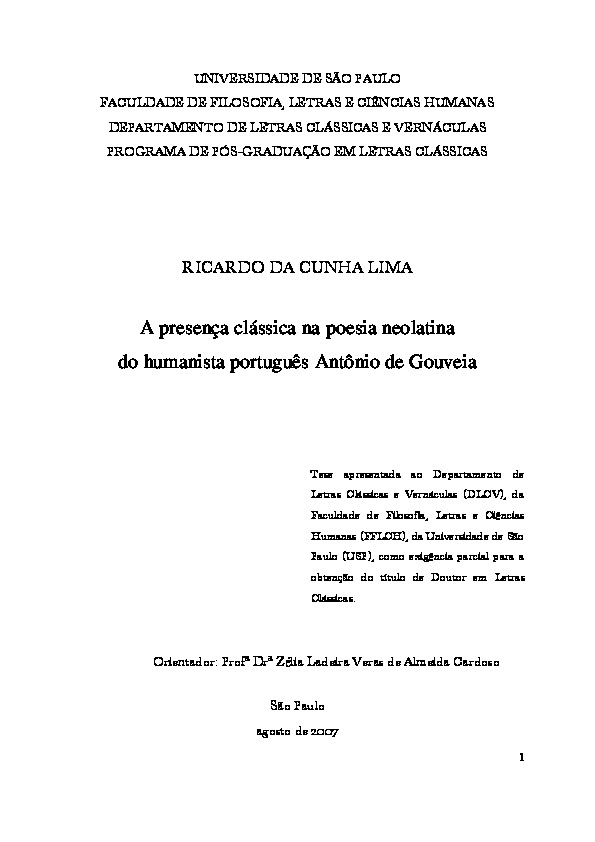 UNIVERSIDADE DE SÃO PAULO
FACULDADE DE FILOSOFIA, LETRAS E CIÊNCIAS HUMANAS
DEPARTAMENTO DE LETRAS CLÁSSICAS E VERNÁCULAS
PROGRAMA DE PÓS-GRADUAÇÃO EM LETRAS CLÁSSICAS
RICARDO DA CUNHA LIMA
A presença clássica na poesia neolatina
do humanista português Antônio de Gouveia
Tese apresentada ao Departamento de
Letras Clássicas e Vernáculas (DLCV), da
Faculdade de Filosofia, Letras e Ciências
Humanas (FFLCH), da Universidade de São
Paulo (USP), como exigência parcial para a
obtenção do título de Doutor em Letras
Clássicas.
Orientador: Profª Drª Zélia Ladeira Veras de Almeida Cardoso
São Paulo
agosto de 2007
1